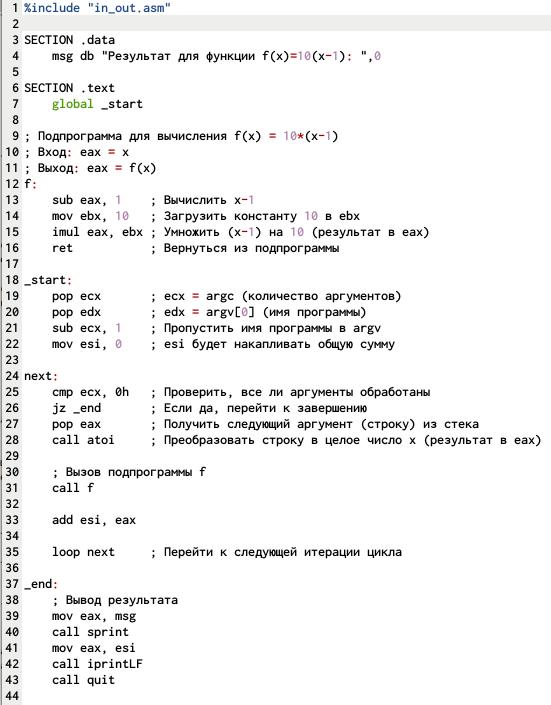 1 %include "in_out.asm"
2
3 SECTION .data
4     msg db "Результат для функции f(x)=10(x-1): ",0
5
6 SECTION .text
7     global _start
8
9 ; Подпрограмма для вычисления f(x) = 10*(x-1)
10 ; Вход: eax = x
11 ; Выход: eax = f(x)
12 f:
13     sub eax, 1    ; Вычислить x-1
14     mov ebx, 10   ; Загрузить константу 10 в ebx
15     imul eax, ebx ; Умножить (x-1) на 10 (результат в eax)
16     ret           ; Вернуться из подпрограммы
17
18 _start:
19     pop ecx       ; ecx = argc (количество аргументов)
20     pop edx       ; edx = argv[0] (имя программы)
21     sub ecx, 1    ; Пропустить имя программы в argv
22     mov esi, 0    ; esi будет накапливать общую сумму
23
24 next:
25     cmp ecx, 0h   ; Проверить, все ли аргументы обработаны
26     jz _end       ; Если да, перейти к завершению
27     pop eax       ; Получить следующий аргумент (строку) из стека
28     call atoi     ; Преобразовать строку в целое число x (результат в eax)
29
30     ; Вызов подпрограммы f
31     call f
32
33     add esi, eax
34
35     loop next     ; Перейти к следующей итерации цикла
36
37 _end:
38     ; Вывод результата
39     mov eax, msg
40     call sprint
41     mov eax, esi
42     call iprintLF
43     call quit
44